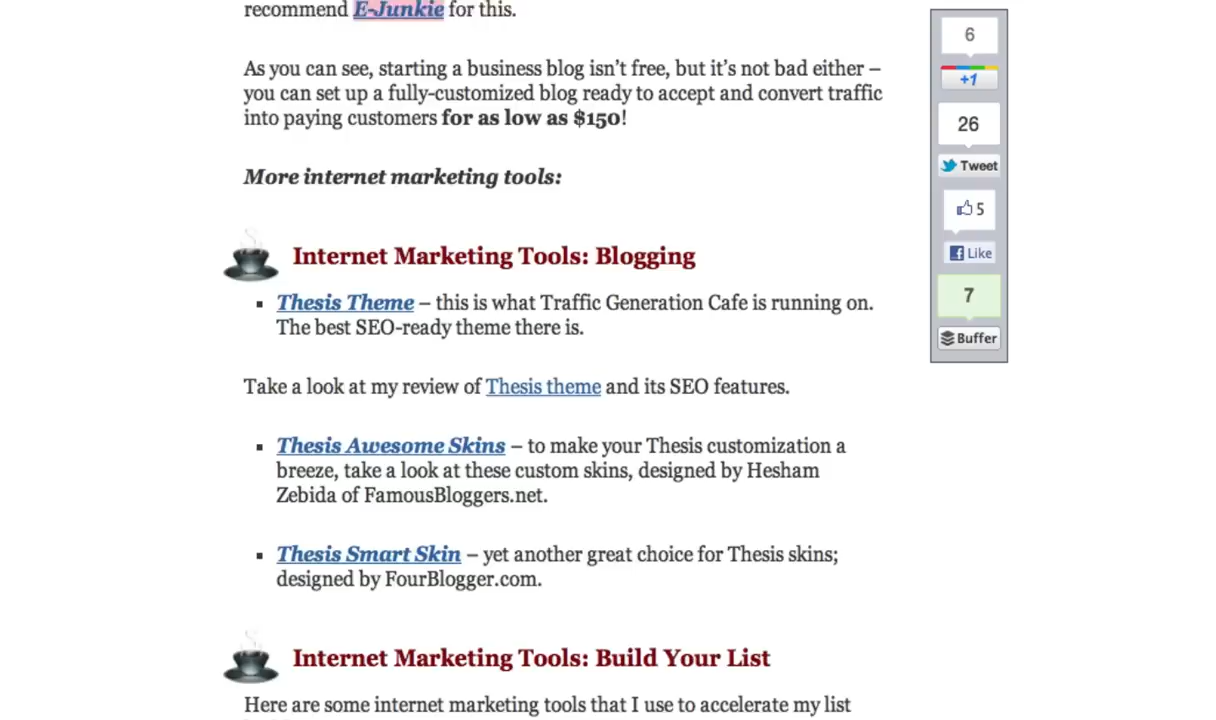 recommend E-Junkie for this.
As you can see, starting a business blog isn't free, but it's not bad either –
you can set up a fully-customized blog ready to accept and convert traffic
into paying customers for as low as $150!
More internet marketing tools:
Internet Marketing Tools: Blogging
▪ Thesis Theme – this is what Traffic Generation Cafe is running on.
The best SEO-ready theme there is.
Take a look at my review of Thesis theme and its SEO features.
▪ Thesis Awesome Skins – to make your Thesis customization a
breeze, take a look at these custom skins, designed by Hesham
Zebida of FamousBloggers.net.
▪ Thesis Smart Skin – yet another great choice for Thesis skins;
designed by FourBlogger.com.
Internet Marketing Tools: Build Your List
Here are some internet marketing tools that I use to accelerate my list
6
+1
26
Tweet
5
Like
7
Buffer